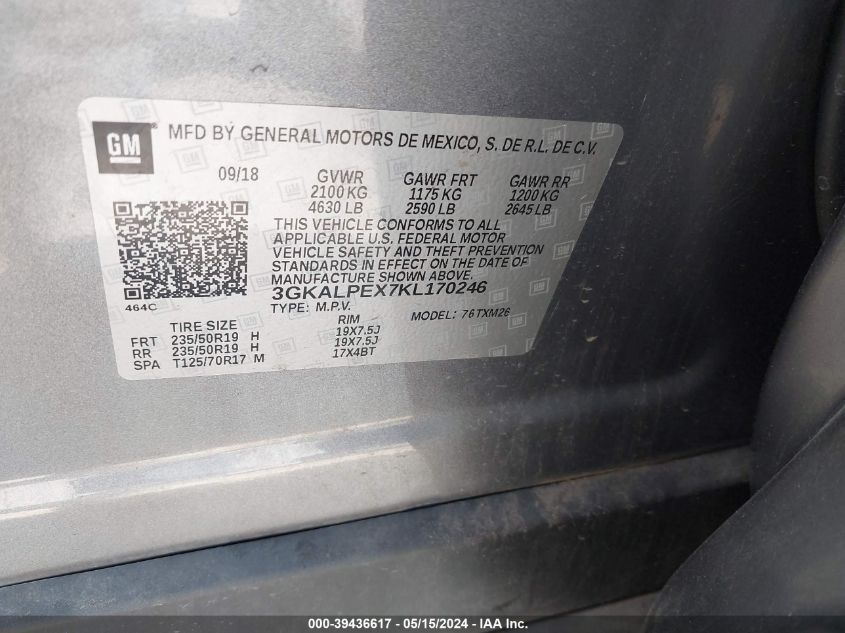 GM
MFD BY GENERAL MOTORS DE MEXICO, S. DE R.L. DE C.V.
09/18 GVWR GAWR FRT GAWR RR
2100 KG 1175 KG 1200 KG
4630 LB 2590 LB 2645 LB
THIS VEHICLE CONFORMS TO ALL
APPLICABLE U.S. FEDERAL MOTOR
VEHICLE SAFETY AND THEFT PREVENTION
STANDARDS IN EFFECT ON THE DATE OF
MANUFACTURE SHOWN ABOVE.
464C 3GKALPEX7KL170246
TYPE: M.P.V. MODEL: 76TXM26
TIRE SIZE RIM
FRT 235/50R19 H 19X7.5J
RR 235/50R19 H 19X7.5J
SPA T125/70R17 M 17X4BT
000-39436617 - 05/15/2024 - IAA Inc.